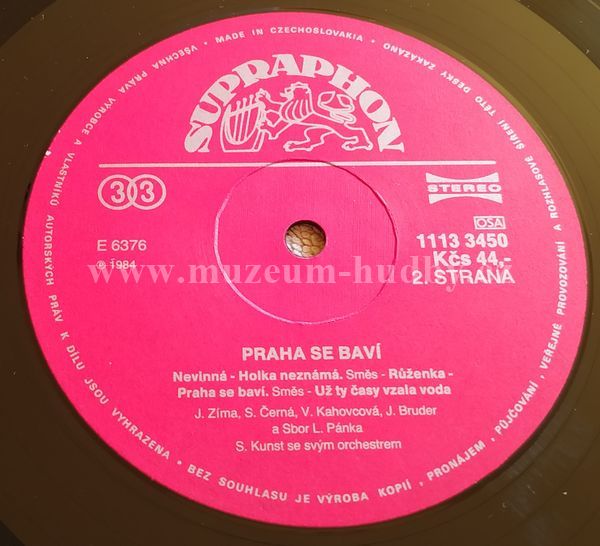 VŠECHNA PRÁVA VÝROBCE A VLASTNÍKŮ AUTORSKÝCH PRÁV K DÍLU JSOU VYHRAZENA • BEZ SOUHLASU JE VÝROBA KOPIÍ, PRONÁJEM, PŮJČOVÁNÍ, VEŘEJNÉ PROVOZOVÁNÍ A ROZHLASOVÉ ŠÍŘENÍ TÉTO DESKY ZAKÁZÁNO • MADE IN CZECHOSLOVAKIA •
SUPRAPHON
33
STEREO
OSA
E 6376
1113 3450
℗ 1984
Kčs 44,-
2. STRANA
www.muzeum-hudby
PRAHA SE BAVÍ
Nevinná - Holka neznámá. Směs - Růženka -
Praha se baví. Směs - Už ty časy vzala voda
J. Zíma, S. Černá, V. Kahovcová, J. Bruder
a Sbor L. Pánka
S. Kunst se svým orchestrem